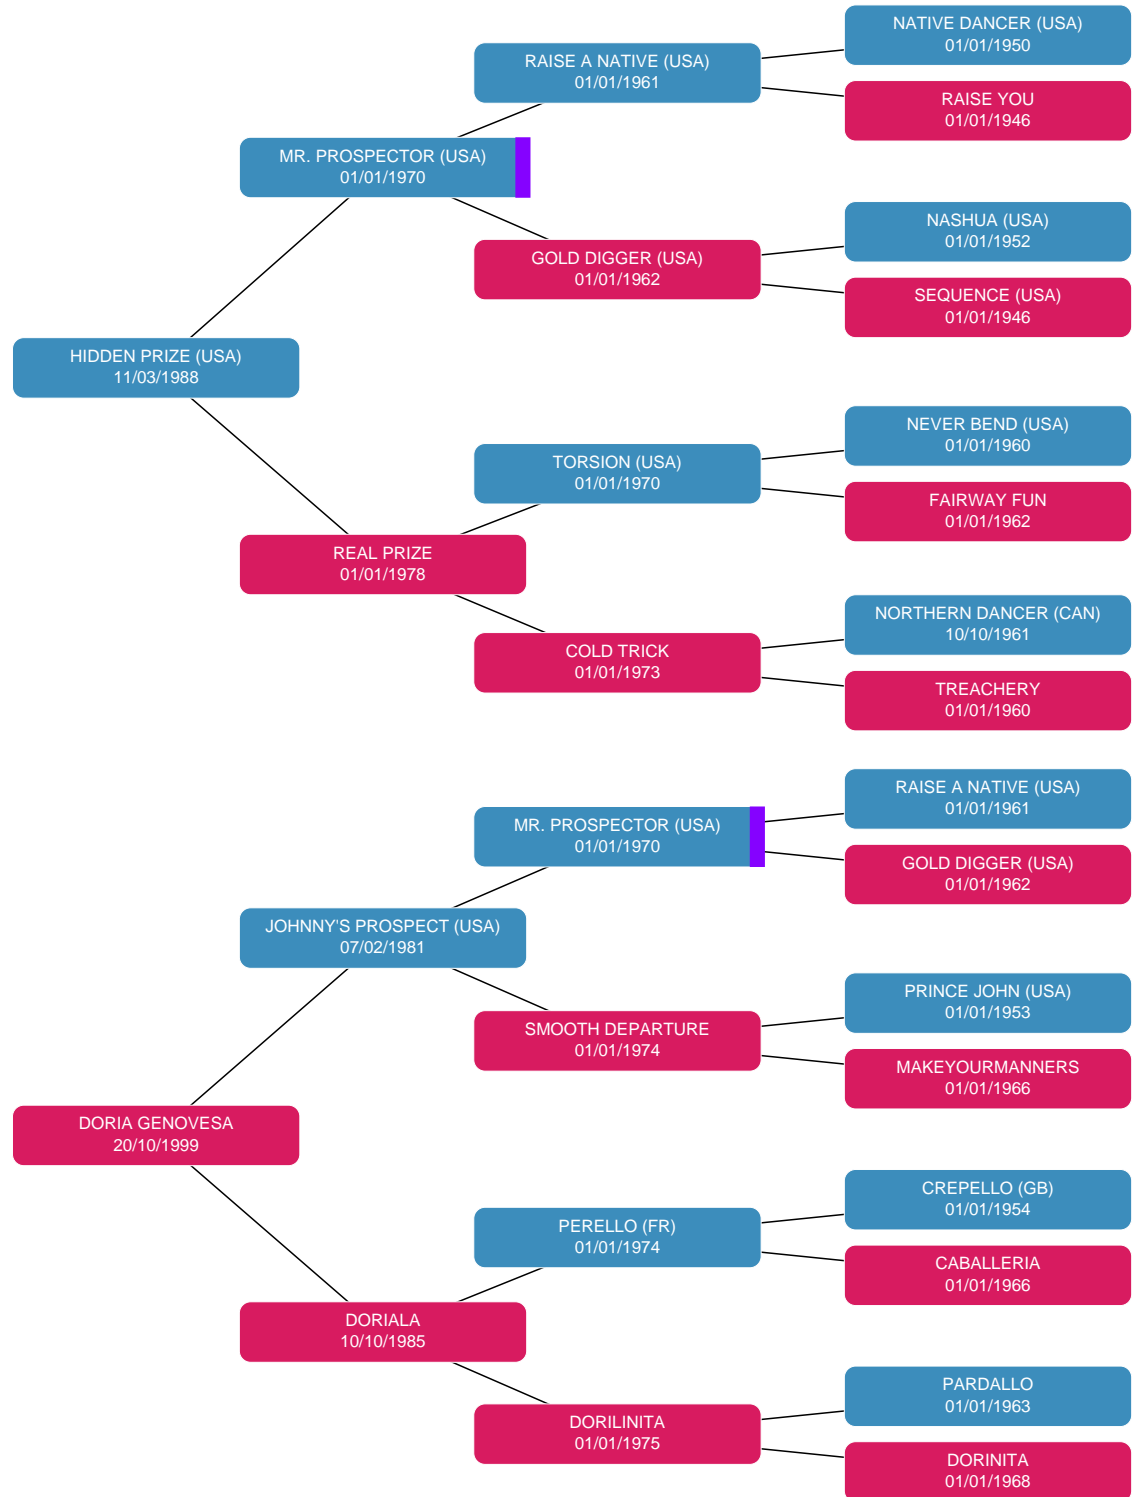 NATIVE DANCER (USA)
01/01/1950
RAISE A NATIVE (USA)
01/01/1961
RAISE YOU
01/01/1946
MR. PROSPECTOR (USA)
01/01/1970
NASHUA (USA)
01/01/1952
GOLD DIGGER (USA)
01/01/1962
SEQUENCE (USA)
01/01/1946
HIDDEN PRIZE (USA)
11/03/1988
NEVER BEND (USA)
01/01/1960
TORSION (USA)
01/01/1970
FAIRWAY FUN
01/01/1962
REAL PRIZE
01/01/1978
NORTHERN DANCER (CAN)
10/10/1961
COLD TRICK
01/01/1973
TREACHERY
01/01/1960
RAISE A NATIVE (USA)
01/01/1961
MR. PROSPECTOR (USA)
01/01/1970
GOLD DIGGER (USA)
01/01/1962
JOHNNY'S PROSPECT (USA)
07/02/1981
PRINCE JOHN (USA)
01/01/1953
SMOOTH DEPARTURE
01/01/1974
MAKEYOURMANNERS
01/01/1966
DORIA GENOVESA
20/10/1999
CREPELLO (GB)
01/01/1954
PERELLO (FR)
01/01/1974
CABALLERIA
01/01/1966
DORIALA
10/10/1985
PARDALLO
01/01/1963
DORILINITA
01/01/1975
DORINITA
01/01/1968